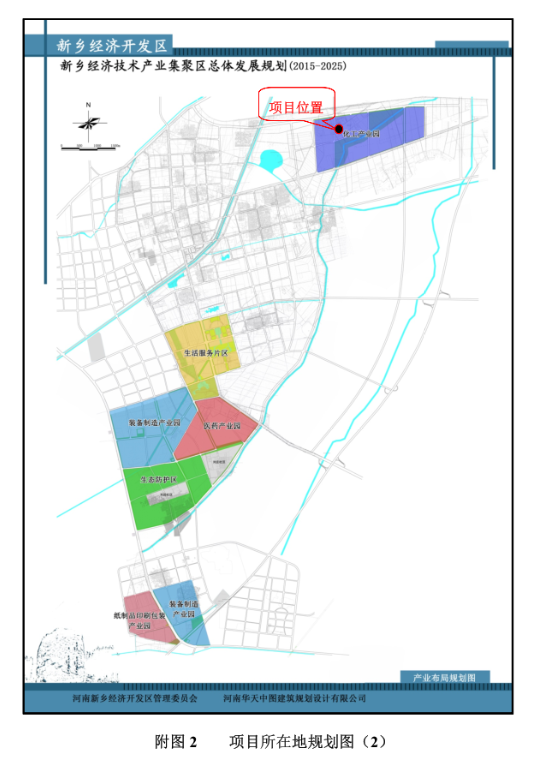 新乡经济开发区
新乡经济技术产业集聚区总体发展规划(2015-2025)
项目位置
N
化工产业园
生活服务片区
装备制造产业园
医药产业园
生态防护区
装备制造
产业园
纸制品印刷包装
产业园
产业布局规划图
河南新乡经济开发区管理委员会 河南华天中图建筑规划设计有限公司
附图 2 项目所在地规划图（2）